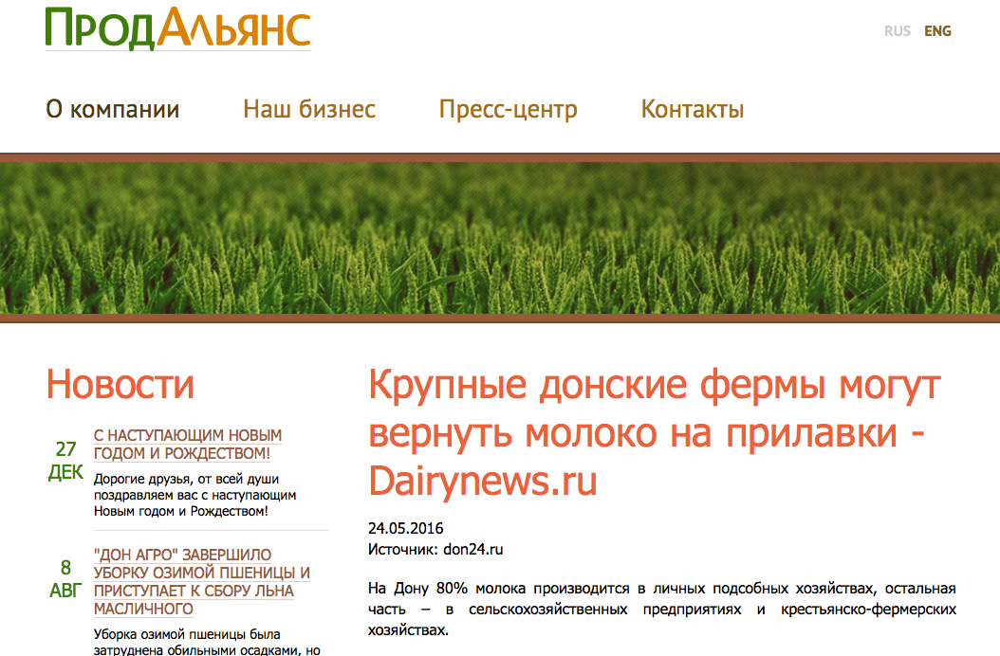 ПродАльянс
RUS ENG
О компании Наш бизнес Пресс-центр Контакты
Новости
27
ДЕК
С НАСТУПАЮЩИМ НОВЫМ
ГОДОМ И РОЖДЕСТВОМ!
Дорогие друзья, от всей души
поздравляем вас с наступающим
Новым годом и Рождеством!
8
АВГ
"ДОН АГРО" ЗАВЕРШИЛО
УБОРКУ ОЗИМОЙ ПШЕНИЦЫ И
ПРИСТУПАЕТ К СБОРУ ЛЬНА
МАСЛИЧНОГО
Уборка озимой пшеницы была
затруднена обильными осадками, но
Крупные донские фермы могут
вернуть молоко на прилавки -
Dairynews.ru
24.05.2016
Источник: don24.ru
На Дону 80% молока производится в личных подсобных хозяйствах, остальная
часть – в сельскохозяйственных предприятиях и крестьянско-фермерских
хозяйствах.